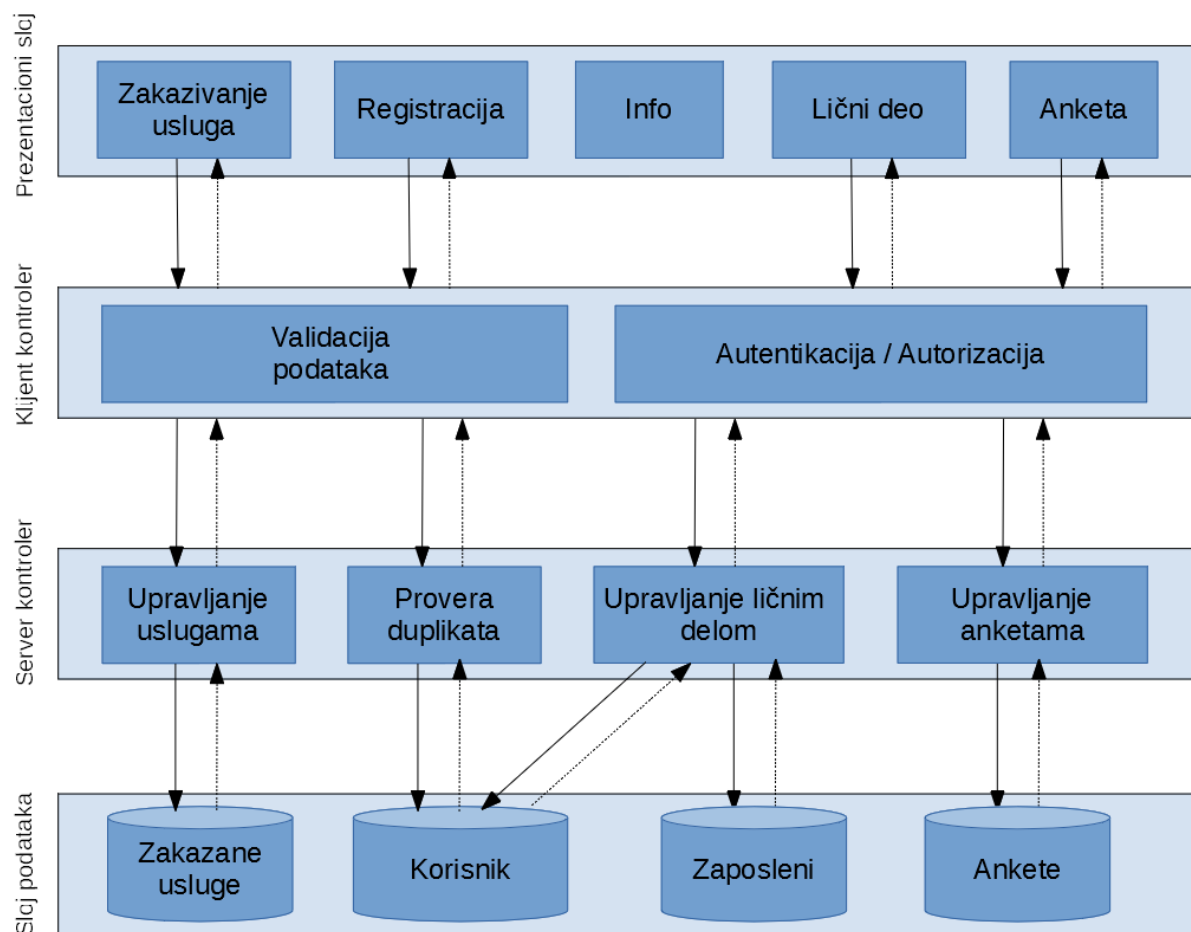 Prezentacioni sloj
Zakazivanje
usluga
Registracija
Info
Lični deo
Anketa
Klijent kontroler
Validacija
podataka
Autentikacija / Autorizacija
Server kontroler
Upravljanje
uslugama
Provera
duplikata
Upravljanje ličnim
delom
Upravljanje
anketama
Sloj podataka
Zakazane
usluge
Korisnik
Zaposleni
Ankete